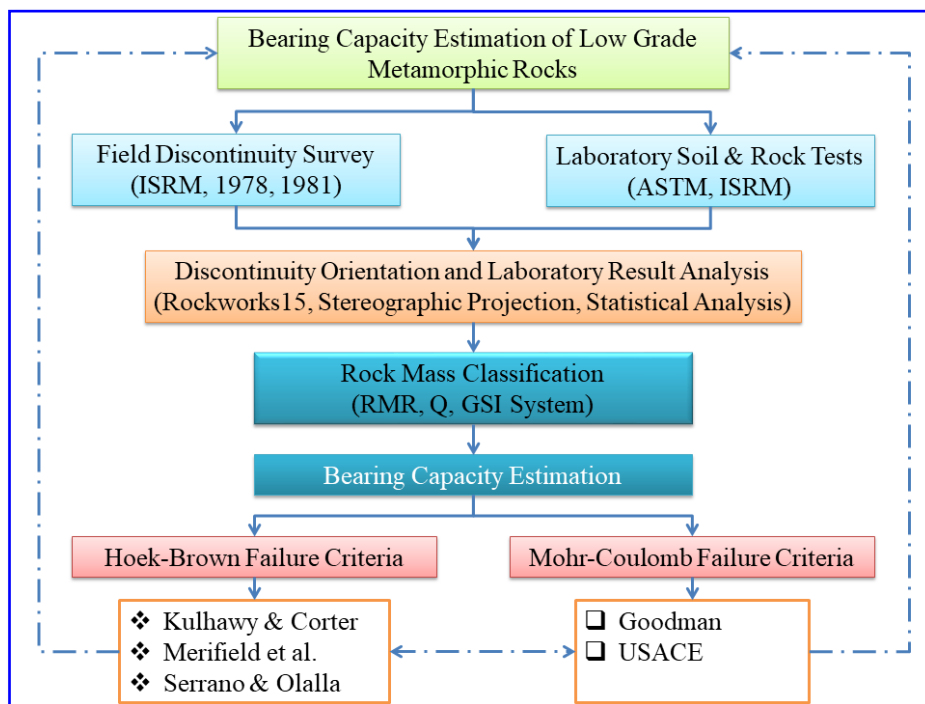 Bearing Capacity Estimation of Low Grade
Metamorphic Rocks
Field Discontinuity Survey
(ISRM, 1978, 1981)
Laboratory Soil & Rock Tests
(ASTM, ISRM)
Discontinuity Orientation and Laboratory Result Analysis
(Rockworks15, Stereographic Projection, Statistical Analysis)
Rock Mass Classification
(RMR, Q, GSI System)
Bearing Capacity Estimation
Hoek-Brown Failure Criteria
Mohr-Coulomb Failure Criteria
❖ Kulhawy & Corter
❖ Merifield et al.
❖ Serrano & Olalla
❑ Goodman
❑ USACE